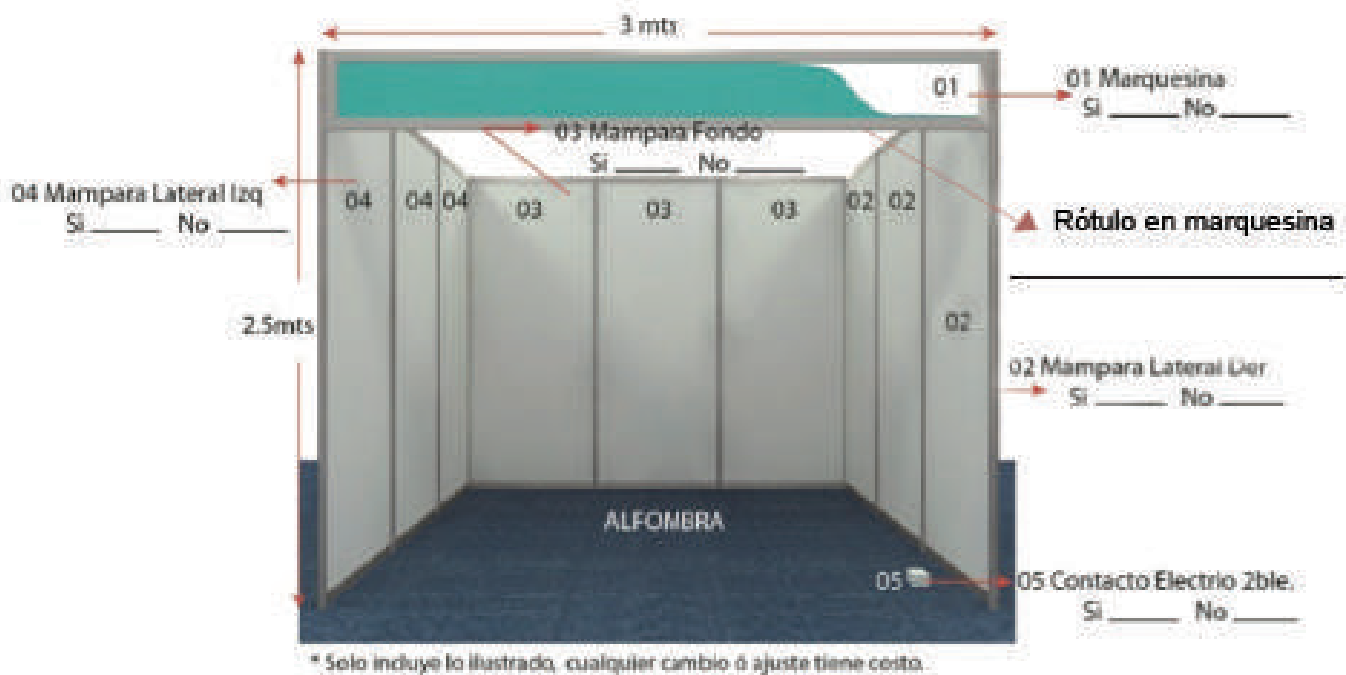 3 mts
01
01 Marquesina
Si _____ No _____
03 Mampara Fondo
Si _____ No _____
04 Mampara Lateral Izq
Si _____ No _____
04 04 04 03 03 03 02 02
Rótulo en marquesina
2.5mts
02
02 Mampara Lateral Der
Si _____ No _____
ALFOMBRA
05
05 Contacto Electrio 2ble.
Si _____ No _____
* Solo incluye lo ilustrado, cualquier cambio ó ajuste tiene costo.